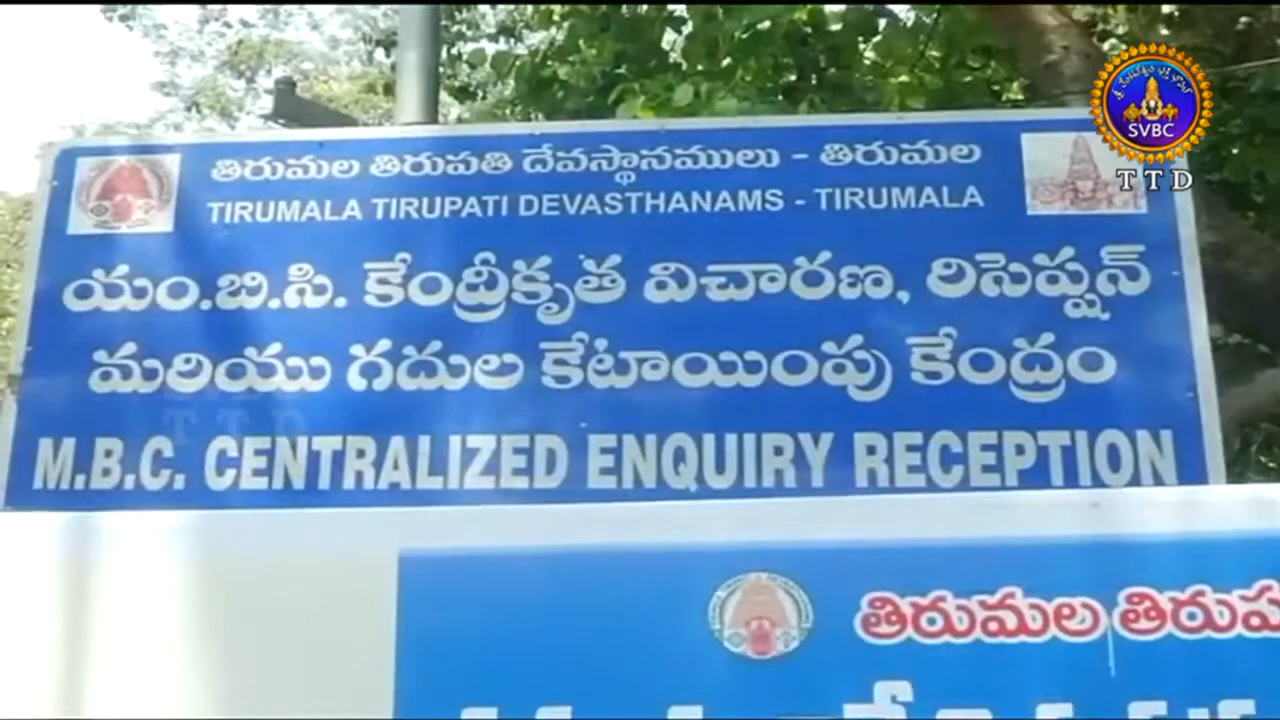 తిరుమల తిరుపతి దేవస్థానములు - తిరుమల
TIRUMALA TIRUPATI DEVASTHANAMS - TIRUMALA
యం.బి.సి. కేంద్రీకృత విచారణ, రిసెప్షన్
మరియు గదుల కేటాయింపు కేంద్రం
M.B.C. CENTRALIZED ENQUIRY RECEPTION
SVBC
TTD
తిరుమల